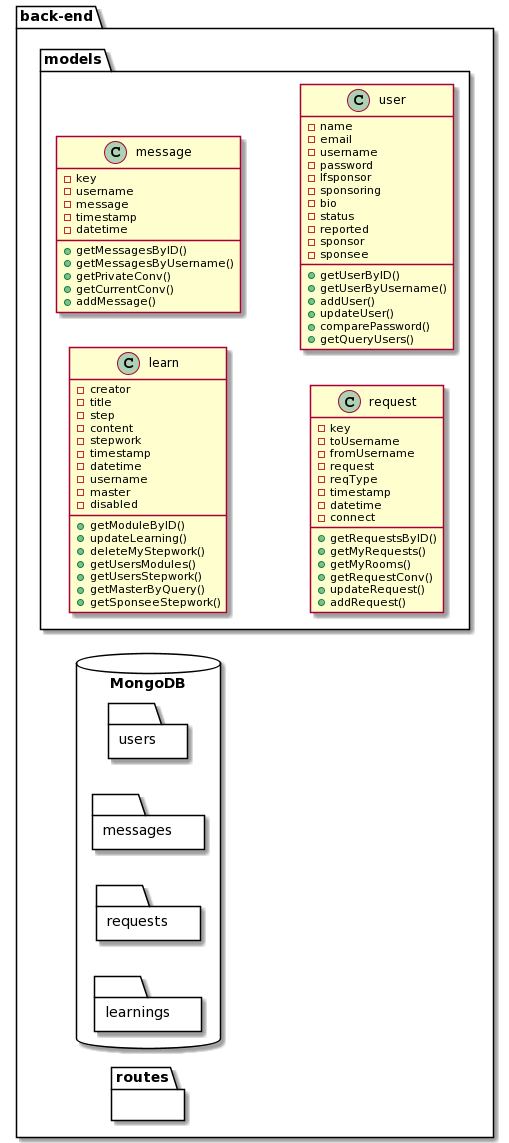 back-end
models
C message
key
username
message
timestamp
datetime
getMessagesByID()
getMessagesByUsername()
getPrivateConv()
getCurrentConv()
addMessage()
C user
name
email
username
password
lfsponsor
sponsoring
bio
status
reported
sponsor
sponsee
getUserByID()
getUserByUsername()
addUser()
updateUser()
comparePassword()
getQueryUsers()
C learn
creator
title
step
content
stepwork
timestamp
datetime
username
master
disabled
getModuleByID()
updateLearning()
deleteMyStepwork()
getUsersModules()
getUsersStepwork()
getMasterByQuery()
getSponseeStepwork()
C request
key
toUsername
fromUsername
request
reqType
timestamp
datetime
connect
getRequestsByID()
getMyRequests()
getMyRooms()
getRequestConv()
updateRequest()
addRequest()
MongoDB
users
messages
requests
learnings
routes